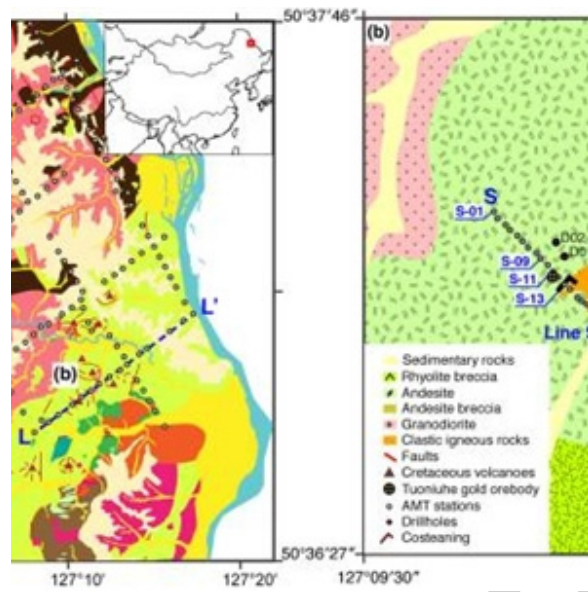 50°37'46"
(b)
S
S-01
D02
S-09
S-11
S-13
L'
Line
(b)
L
Sedimentary rocks
Rhyolite breccia
Andesite
Andesite breccia
Granodiorite
Clastic igneous rocks
Faults
Cretaceous volcanoes
Tuoniuhe gold orebody
AMT stations
Drillholes
Costeaning
50°36'27"
127°10'
127°20'
127°09'30"